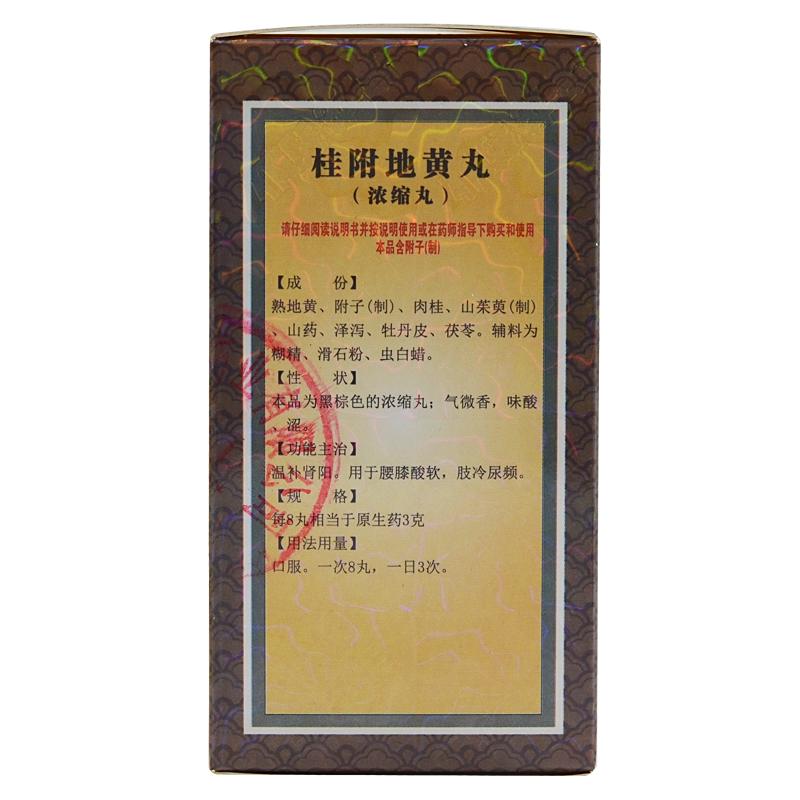 桂附地黄丸
（浓缩丸）
请仔细阅读说明书并按说明使用或在药师指导下购买和使用
本品含附子(制)
【成　份】
熟地黄、附子(制)、肉桂、山茱萸(制)
、山药、泽泻、牡丹皮、茯苓。辅料为
糊精、滑石粉、虫白蜡。
【性　状】
本品为黑棕色的浓缩丸；气微香，味酸
、涩。
【功能主治】
温补肾阳。用于腰膝酸软，肢冷尿频。
【规　格】
每8丸相当于原生药3克
【用法用量】
口服。一次8丸，一日3次。